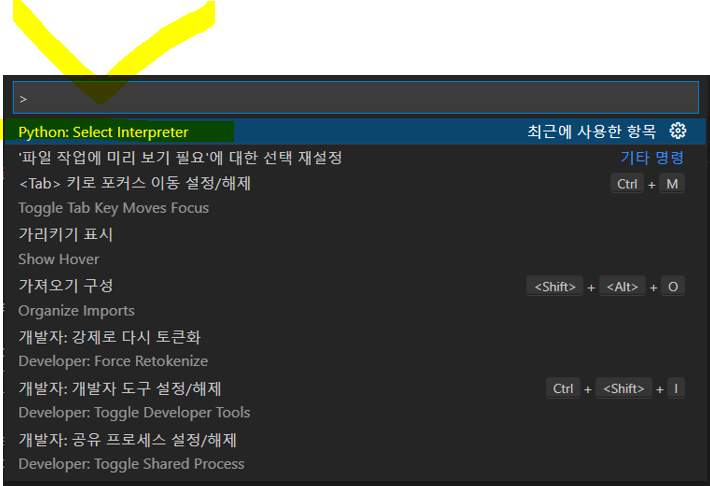 >
Python: Select Interpreter 최근에 사용한 항목
'파일 작업에 미리 보기 필요'에 대한 선택 재설정 기타 명령
<Tab> 키로 포커스 이동 설정/해제 Ctrl + M
Toggle Tab Key Moves Focus
가리키기 표시
Show Hover
가져오기 구성 <Shift> + <Alt> + O
Organize Imports
개발자: 강제로 다시 토큰화
Developer: Force Retokenize
개발자: 개발자 도구 설정/해제 Ctrl + <Shift> + I
Developer: Toggle Developer Tools
개발자: 공유 프로세스 설정/해제
Developer: Toggle Shared Process